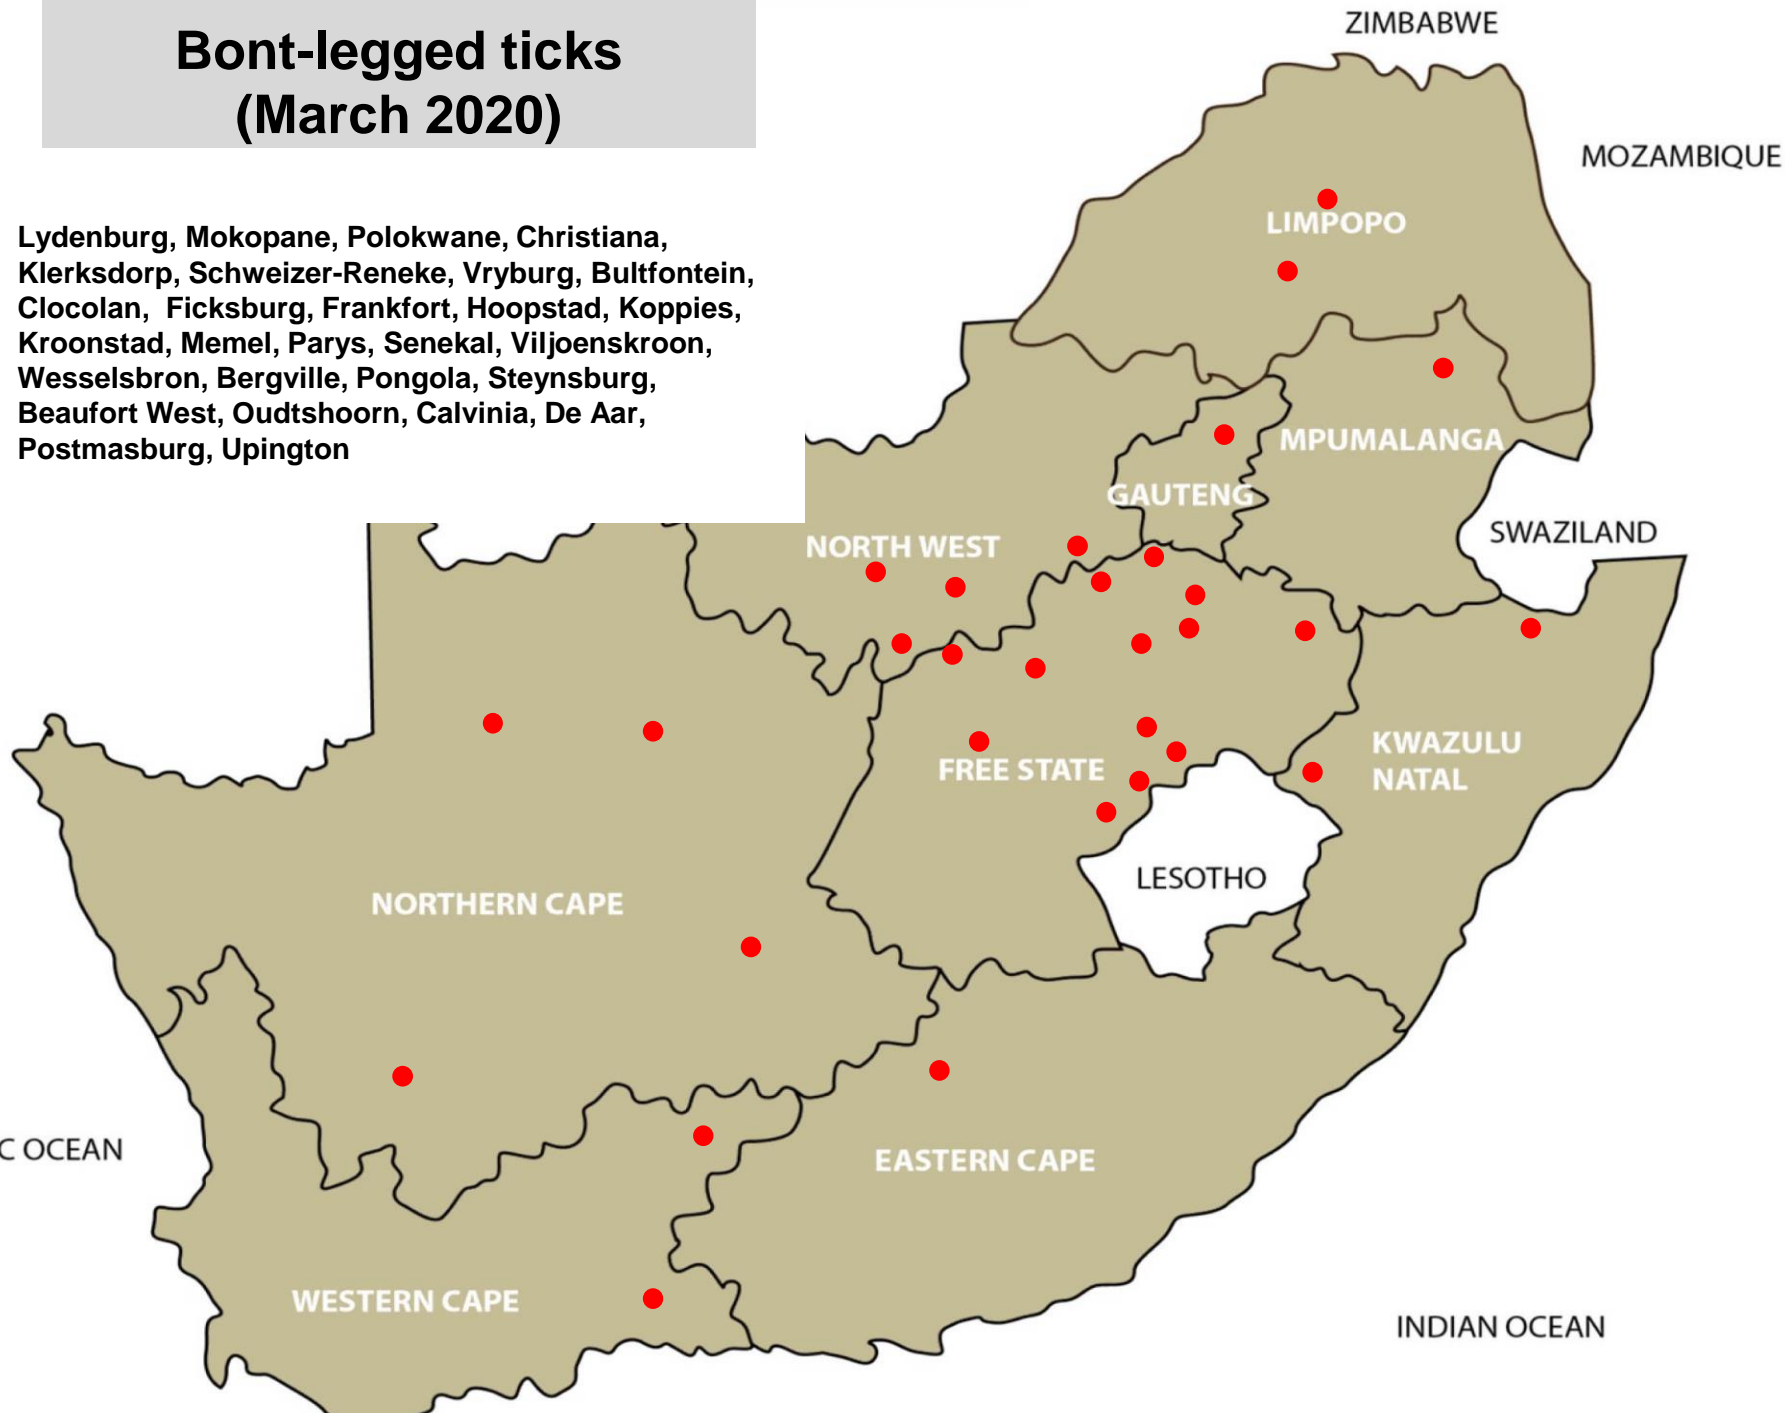 Bont-legged ticks
(March 2020)
Lydenburg, Mokopane, Polokwane, Christiana,
Klerksdorp, Schweizer-Reneke, Vryburg, Bultfontein,
Clocolan, Ficksburg, Frankfort, Hoopstad, Koppies,
Kroonstad, Memel, Parys, Senekal, Viljoenskroon,
Wesselsbron, Bergville, Pongola, Steynsburg,
Beaufort West, Oudtshoorn, Calvinia, De Aar,
Postmasburg, Upington
ZIMBABWE
MOZAMBIQUE
LIMPOPO
MPUMALANGA
GAUTENG
SWAZILAND
NORTH WEST
KWAZULU
NATAL
FREE STATE
LESOTHO
NORTHERN CAPE
C OCEAN
EASTERN CAPE
WESTERN CAPE
INDIAN OCEAN